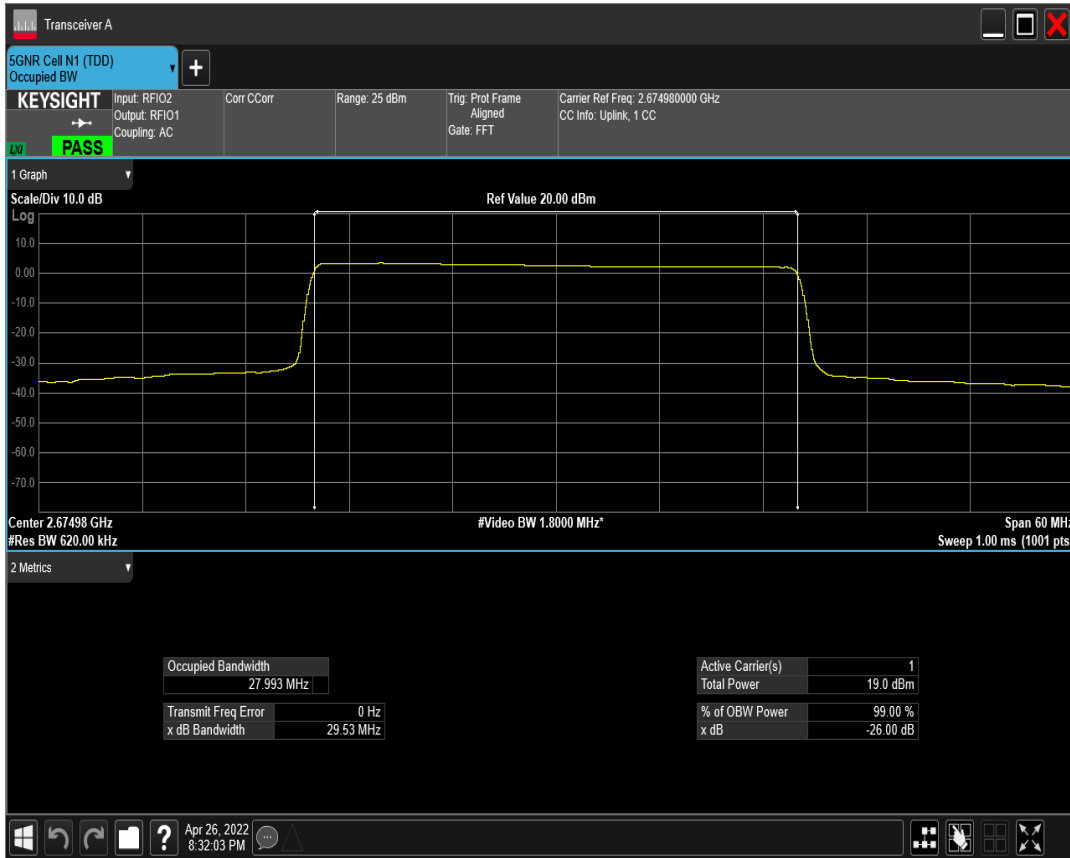 Transceiver A
5GNR Cell N1 (TDD)
Occupied BW
KEYSIGHT
Input: RFIO2
Output: RFIO1
Coupling: AC
Corr CCorr
Range: 25 dBm
Trig: Prot Frame
Aligned
Gate: FFT
Carrier Ref Freq: 2.674980000 GHz
CC Info: Uplink, 1 CC
LXI
PASS
1 Graph
Scale/Div 10.0 dB
Ref Value 20.00 dBm
Log
10.0
0.00
-10.0
-20.0
-30.0
-40.0
-50.0
-60.0
-70.0
Center 2.67498 GHz
#Video BW 1.8000 MHz*
Span 60 MHz
#Res BW 620.00 kHz
Sweep 1.00 ms (1001 pts
2 Metrics
Occupied Bandwidth
27.993 MHz
Transmit Freq Error 0 Hz
x dB Bandwidth 29.53 MHz
Active Carrier(s) 1
Total Power 19.0 dBm
% of OBW Power 99.00 %
x dB -26.00 dB
Apr 26, 2022
8:32:03 PM